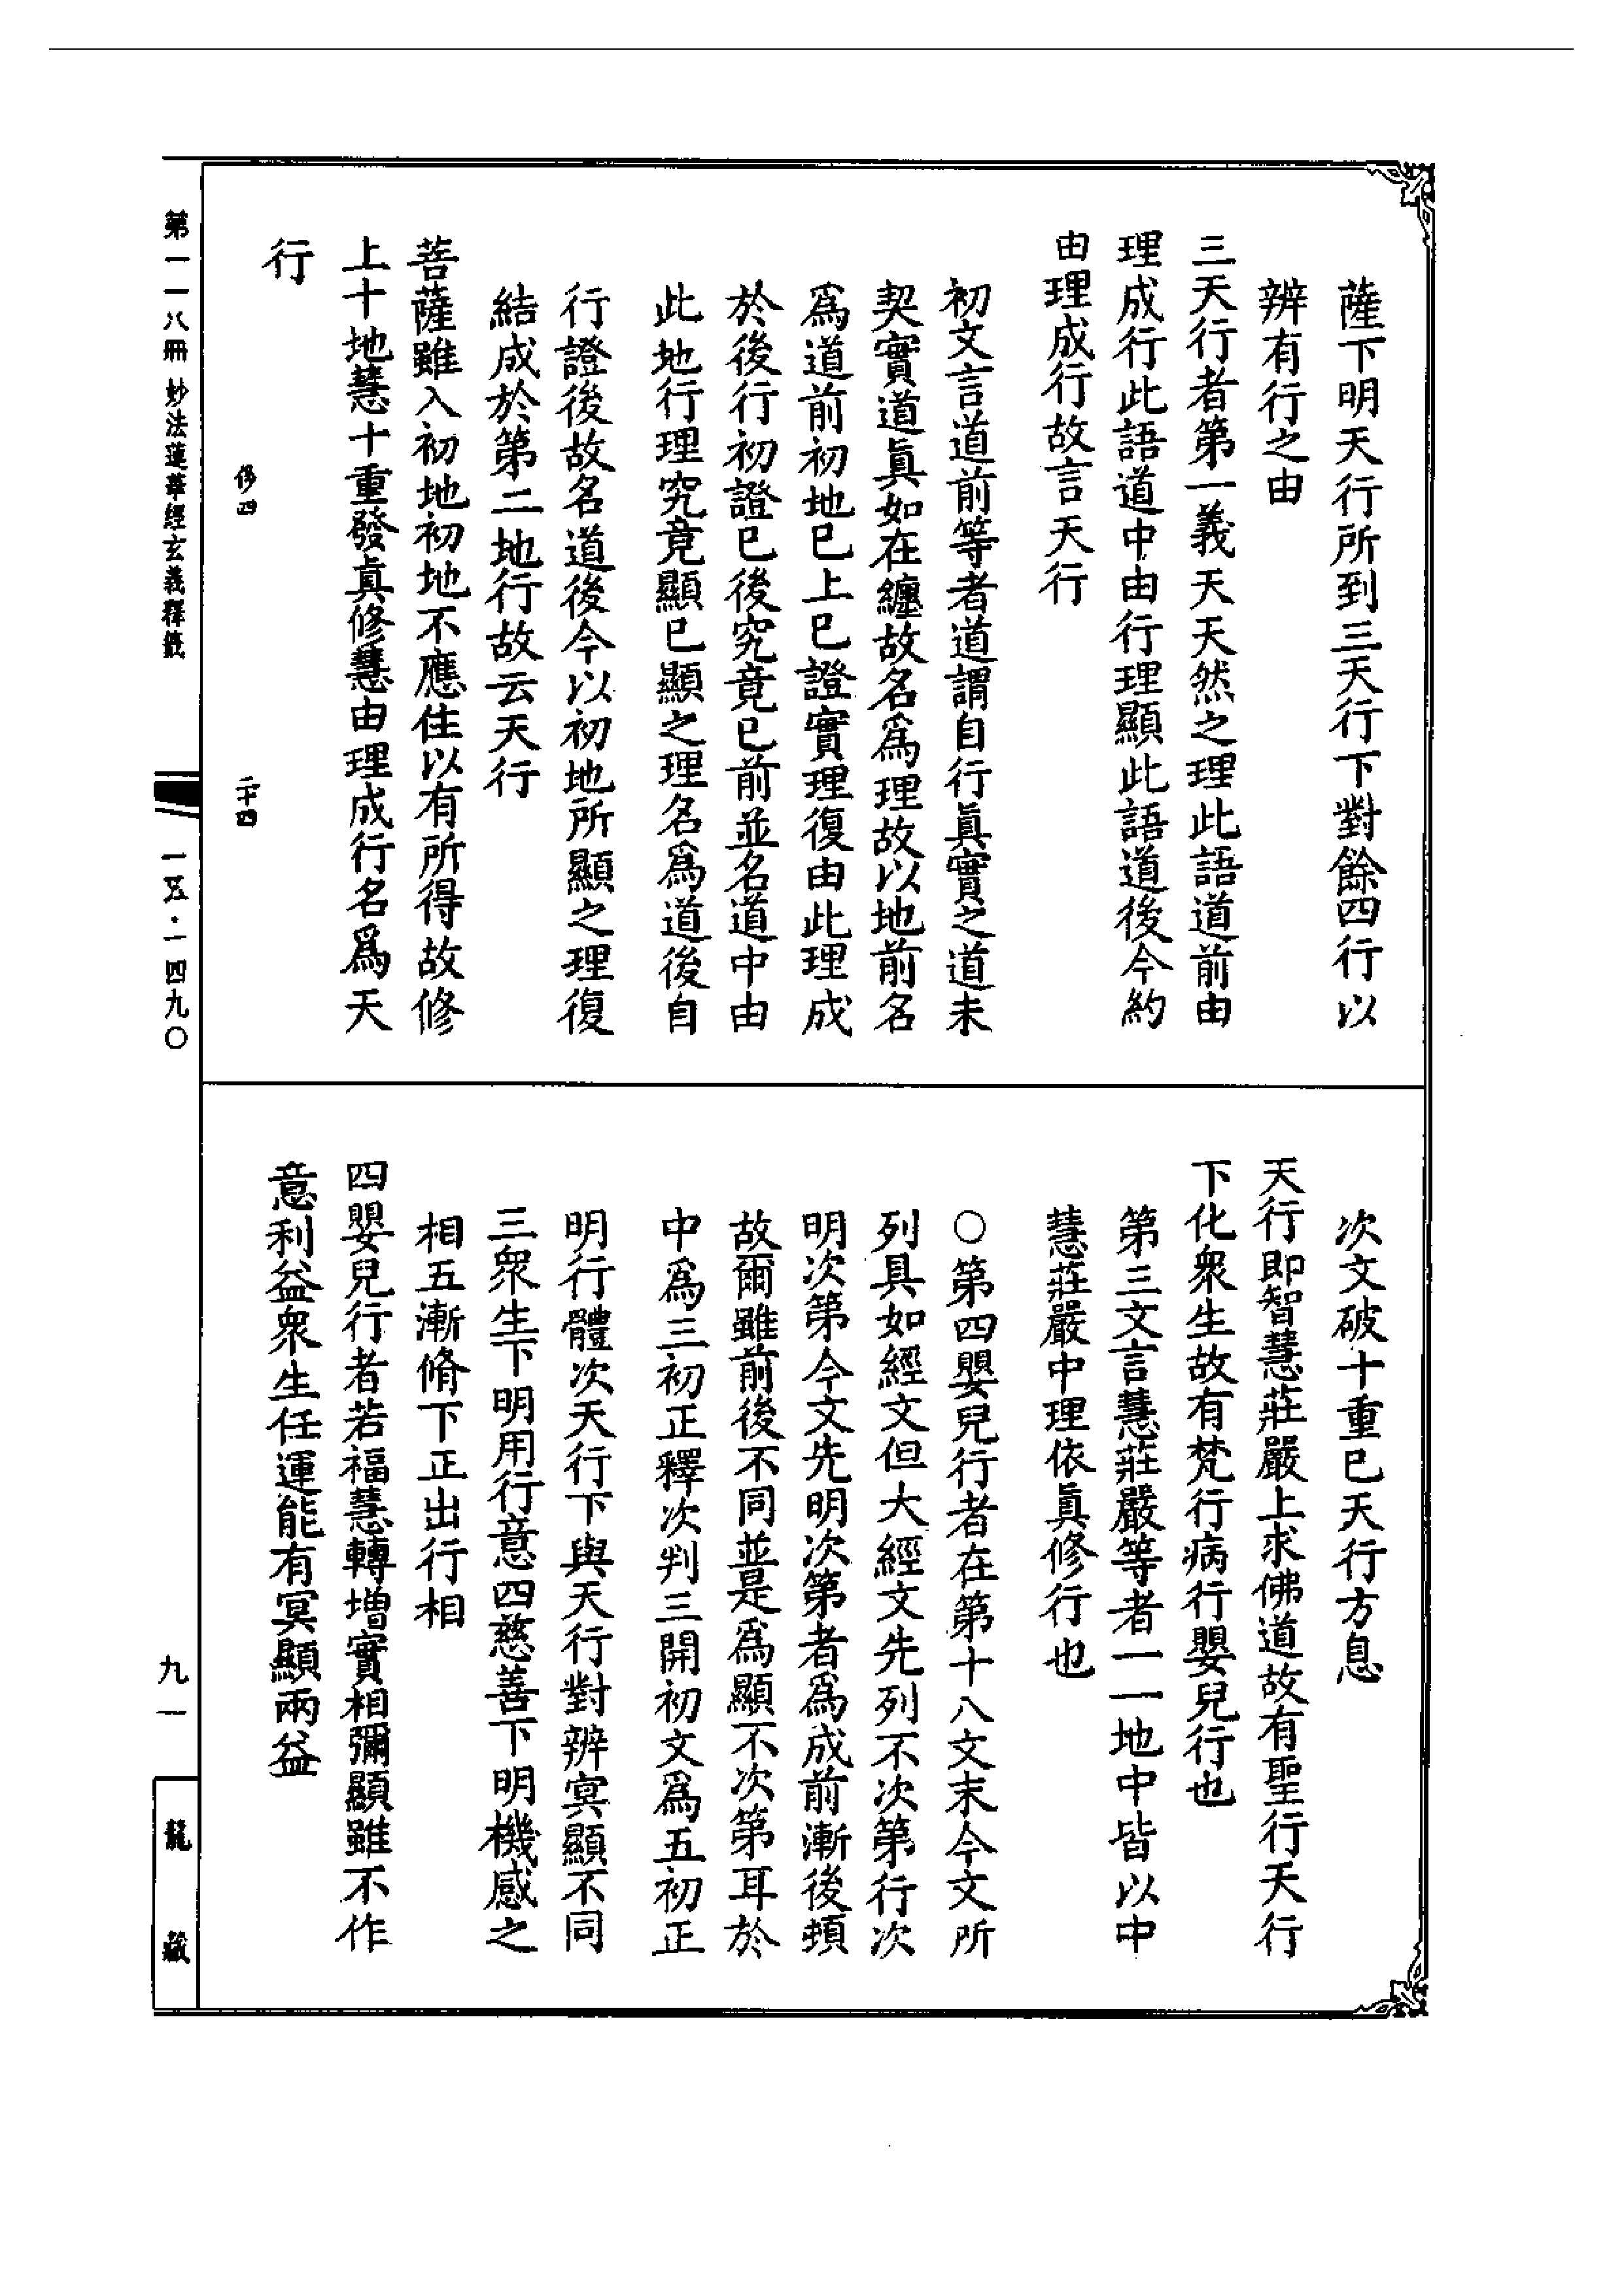 薩下明天行所到三天行下對餘四行以
辨有行之由
三天行者第一義天天然之理此語道前由
理成行此語道中由行理顯此語道後今約
由理成行故言天行
初文言道前等者道謂自行眞實之道未
契實道眞如在纏故名爲理故以地前名
爲道前初地已上已證實理復由此理成
於後行初證已後究竟已前並名道中由
此地行理究竟顯已顯之理名爲道後自
行證後故名道後今以初地所顯之理復
結成於第二地行故云天行
菩薩雖入初地初地不應住以有所得故修
上十地慧十重發眞修慧由理成行名爲天
行
次文破十重已天行方息
天行即智慧莊嚴上求佛道故有聖行天行
下化衆生故有梵行病行嬰兒行也
第三文言慧莊嚴等者一一地中皆以中
慧莊嚴中理依眞修行也
○第四嬰兒行者在第十八文末今文所
列具如經文但大經文先列不次第行次
明次第今文先明次第者爲成前漸後頓
故爾雖前後不同並是爲顯不次第耳於
中爲三初正釋次判三開初文爲五初正
明行體次天行下與天行對辨冥顯不同
三衆生下明用行意四慈善下明機感之
相五漸脩下正出行相
四嬰兒行者若福慧轉增實相彌顯雖不作
意利益衆生任運能有冥顯兩益
第一一八冊 妙法蓮華經玄義釋籤
侈四
二十四
一五·一四九〇
九一
龍藏